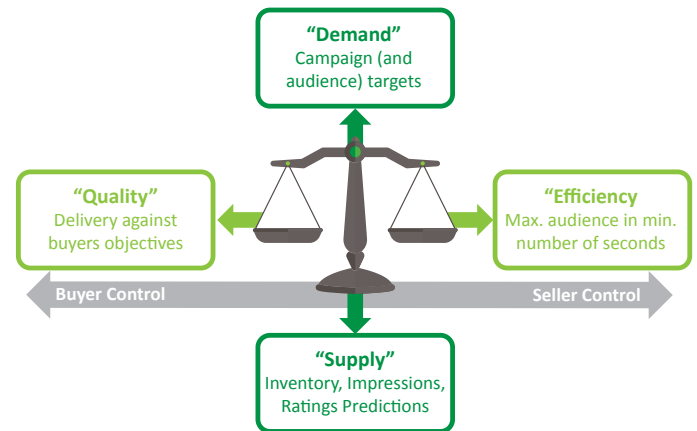 “Demand”
Campaign (and
audience) targets
“Quality”
Delivery against
buyers objectives
“Efficiency
Max. audience in min.
number of seconds
Buyer Control
Seller Control
“Supply”
Inventory, Impressions,
Ratings Predictions